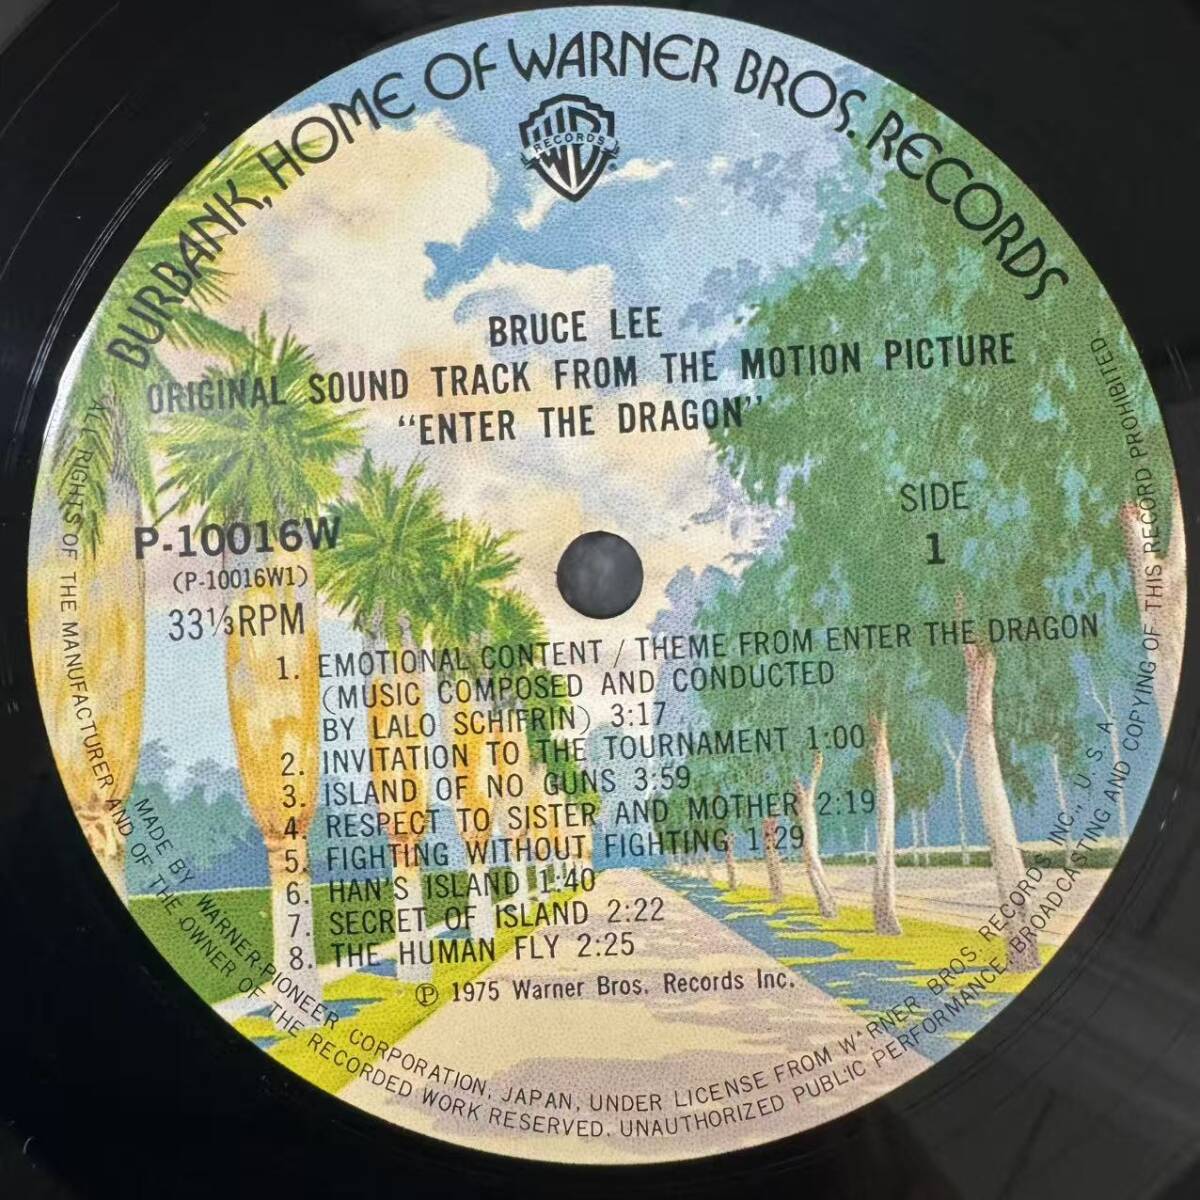 BURBANK, HOME OF WARNER BROS. RECORDS
WB
RECORDS
®
BRUCE LEE
ORIGINAL SOUND TRACK FROM THE MOTION PICTURE
“ENTER THE DRAGON”
P-10016W
(P-10016W1)
33⅓RPM
SIDE
1
1. EMOTIONAL CONTENT / THEME FROM ENTER THE DRAGON
(MUSIC COMPOSED AND CONDUCTED
BY LALO SCHIFRIN) 3:17
2. INVITATION TO THE TOURNAMENT 1:00
3. ISLAND OF NO GUNS 3:59
4. RESPECT TO SISTER AND MOTHER 2:19
5. FIGHTING WITHOUT FIGHTING 1:29
6. HAN'S ISLAND 1:40
7. SECRET OF ISLAND 2:22
8. THE HUMAN FLY 2:25
Ⓟ 1975 Warner Bros. Records Inc.
MADE BY WARNER-PIONEER CORPORATION, JAPAN, UNDER LICENSE FROM WARNER BROS. RECORDS INC., U. S. A
ALL RIGHTS OF THE MANUFACTURER AND OF THE OWNER OF THE RECORDED WORK RESERVED. UNAUTHORIZED PUBLIC PERFORMANCE, BROADCASTING AND COPYING OF THIS RECORD PROHIBITED